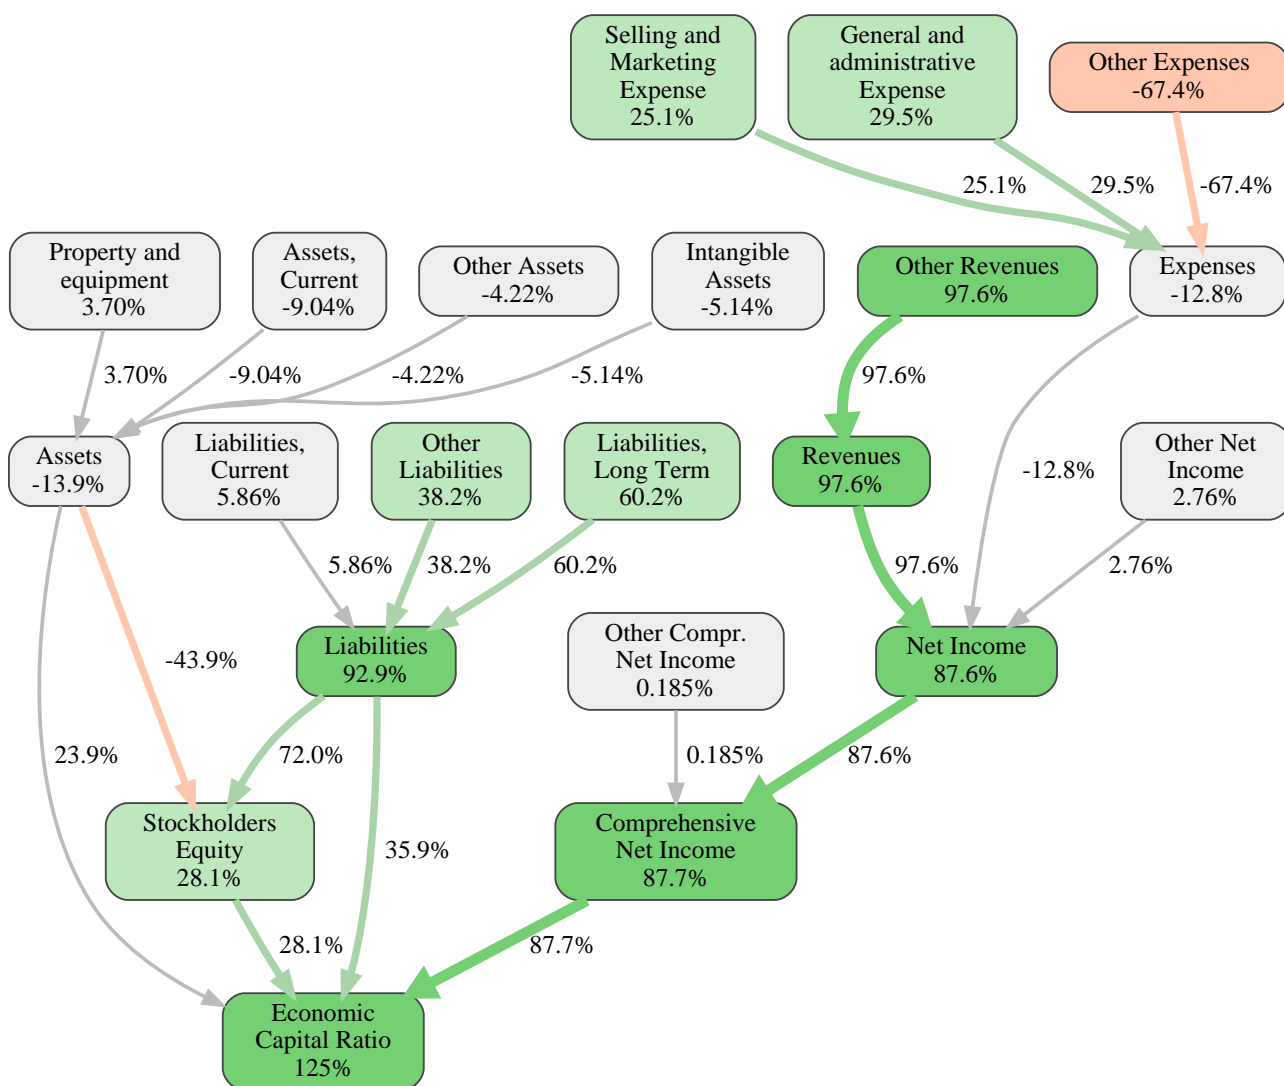 Selling and
Marketing
Expense
25.1%
General and
administrative
Expense
29.5%
Other Expenses
-67.4%
25.1%
29.5%
-67.4%
Property and
equipment
3.70%
Assets,
Current
-9.04%
Other Assets
-4.22%
Intangible
Assets
-5.14%
Other Revenues
97.6%
Expenses
-12.8%
3.70%
-9.04%
-4.22%
-5.14%
97.6%
Assets
-13.9%
Liabilities,
Current
5.86%
Other
Liabilities
38.2%
Liabilities,
Long Term
60.2%
Revenues
97.6%
-12.8%
Other Net
Income
2.76%
5.86%
38.2%
60.2%
97.6%
2.76%
Liabilities
92.9%
Other Compr.
Net Income
0.185%
Net Income
87.6%
-43.9%
23.9%
72.0%
0.185%
87.6%
Stockholders
Equity
28.1%
35.9%
Comprehensive
Net Income
87.7%
28.1%
87.7%
Economic
Capital Ratio
125%